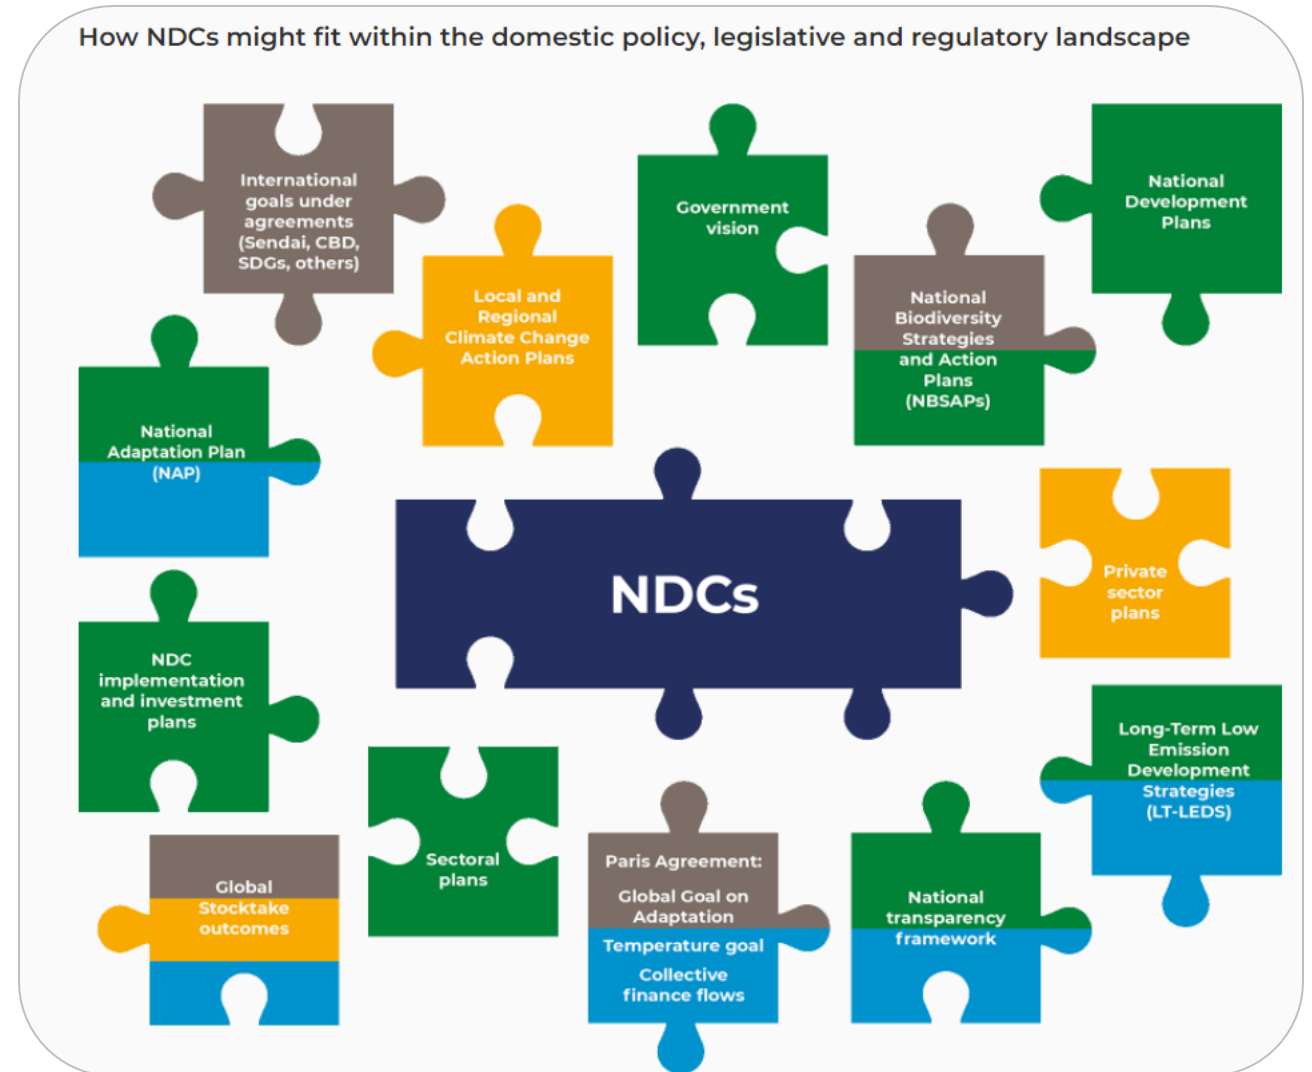 How NDCs might fit within the domestic policy, legislative and regulatory landscape
International
goals under
agreements
(Sendai, CBD,
SDGs, others)
Local and
Regional
Climate Change
Action Plans
Government
vision
National
Biodiversity
Strategies
and Action
Plans
(NBSAPs)
National
Development
Plans
National
Adaptation Plan
(NAP)
NDCs
Private
sector
plans
NDC
implementation
and investment
plans
Long-Term Low
Emission
Development
Strategies
(LT-LEDS)
Global
Stocktake
outcomes
Sectoral
plans
Paris Agreement:
Global Goal on
Adaptation
Temperature goal
Collective
finance flows
National
transparency
framework